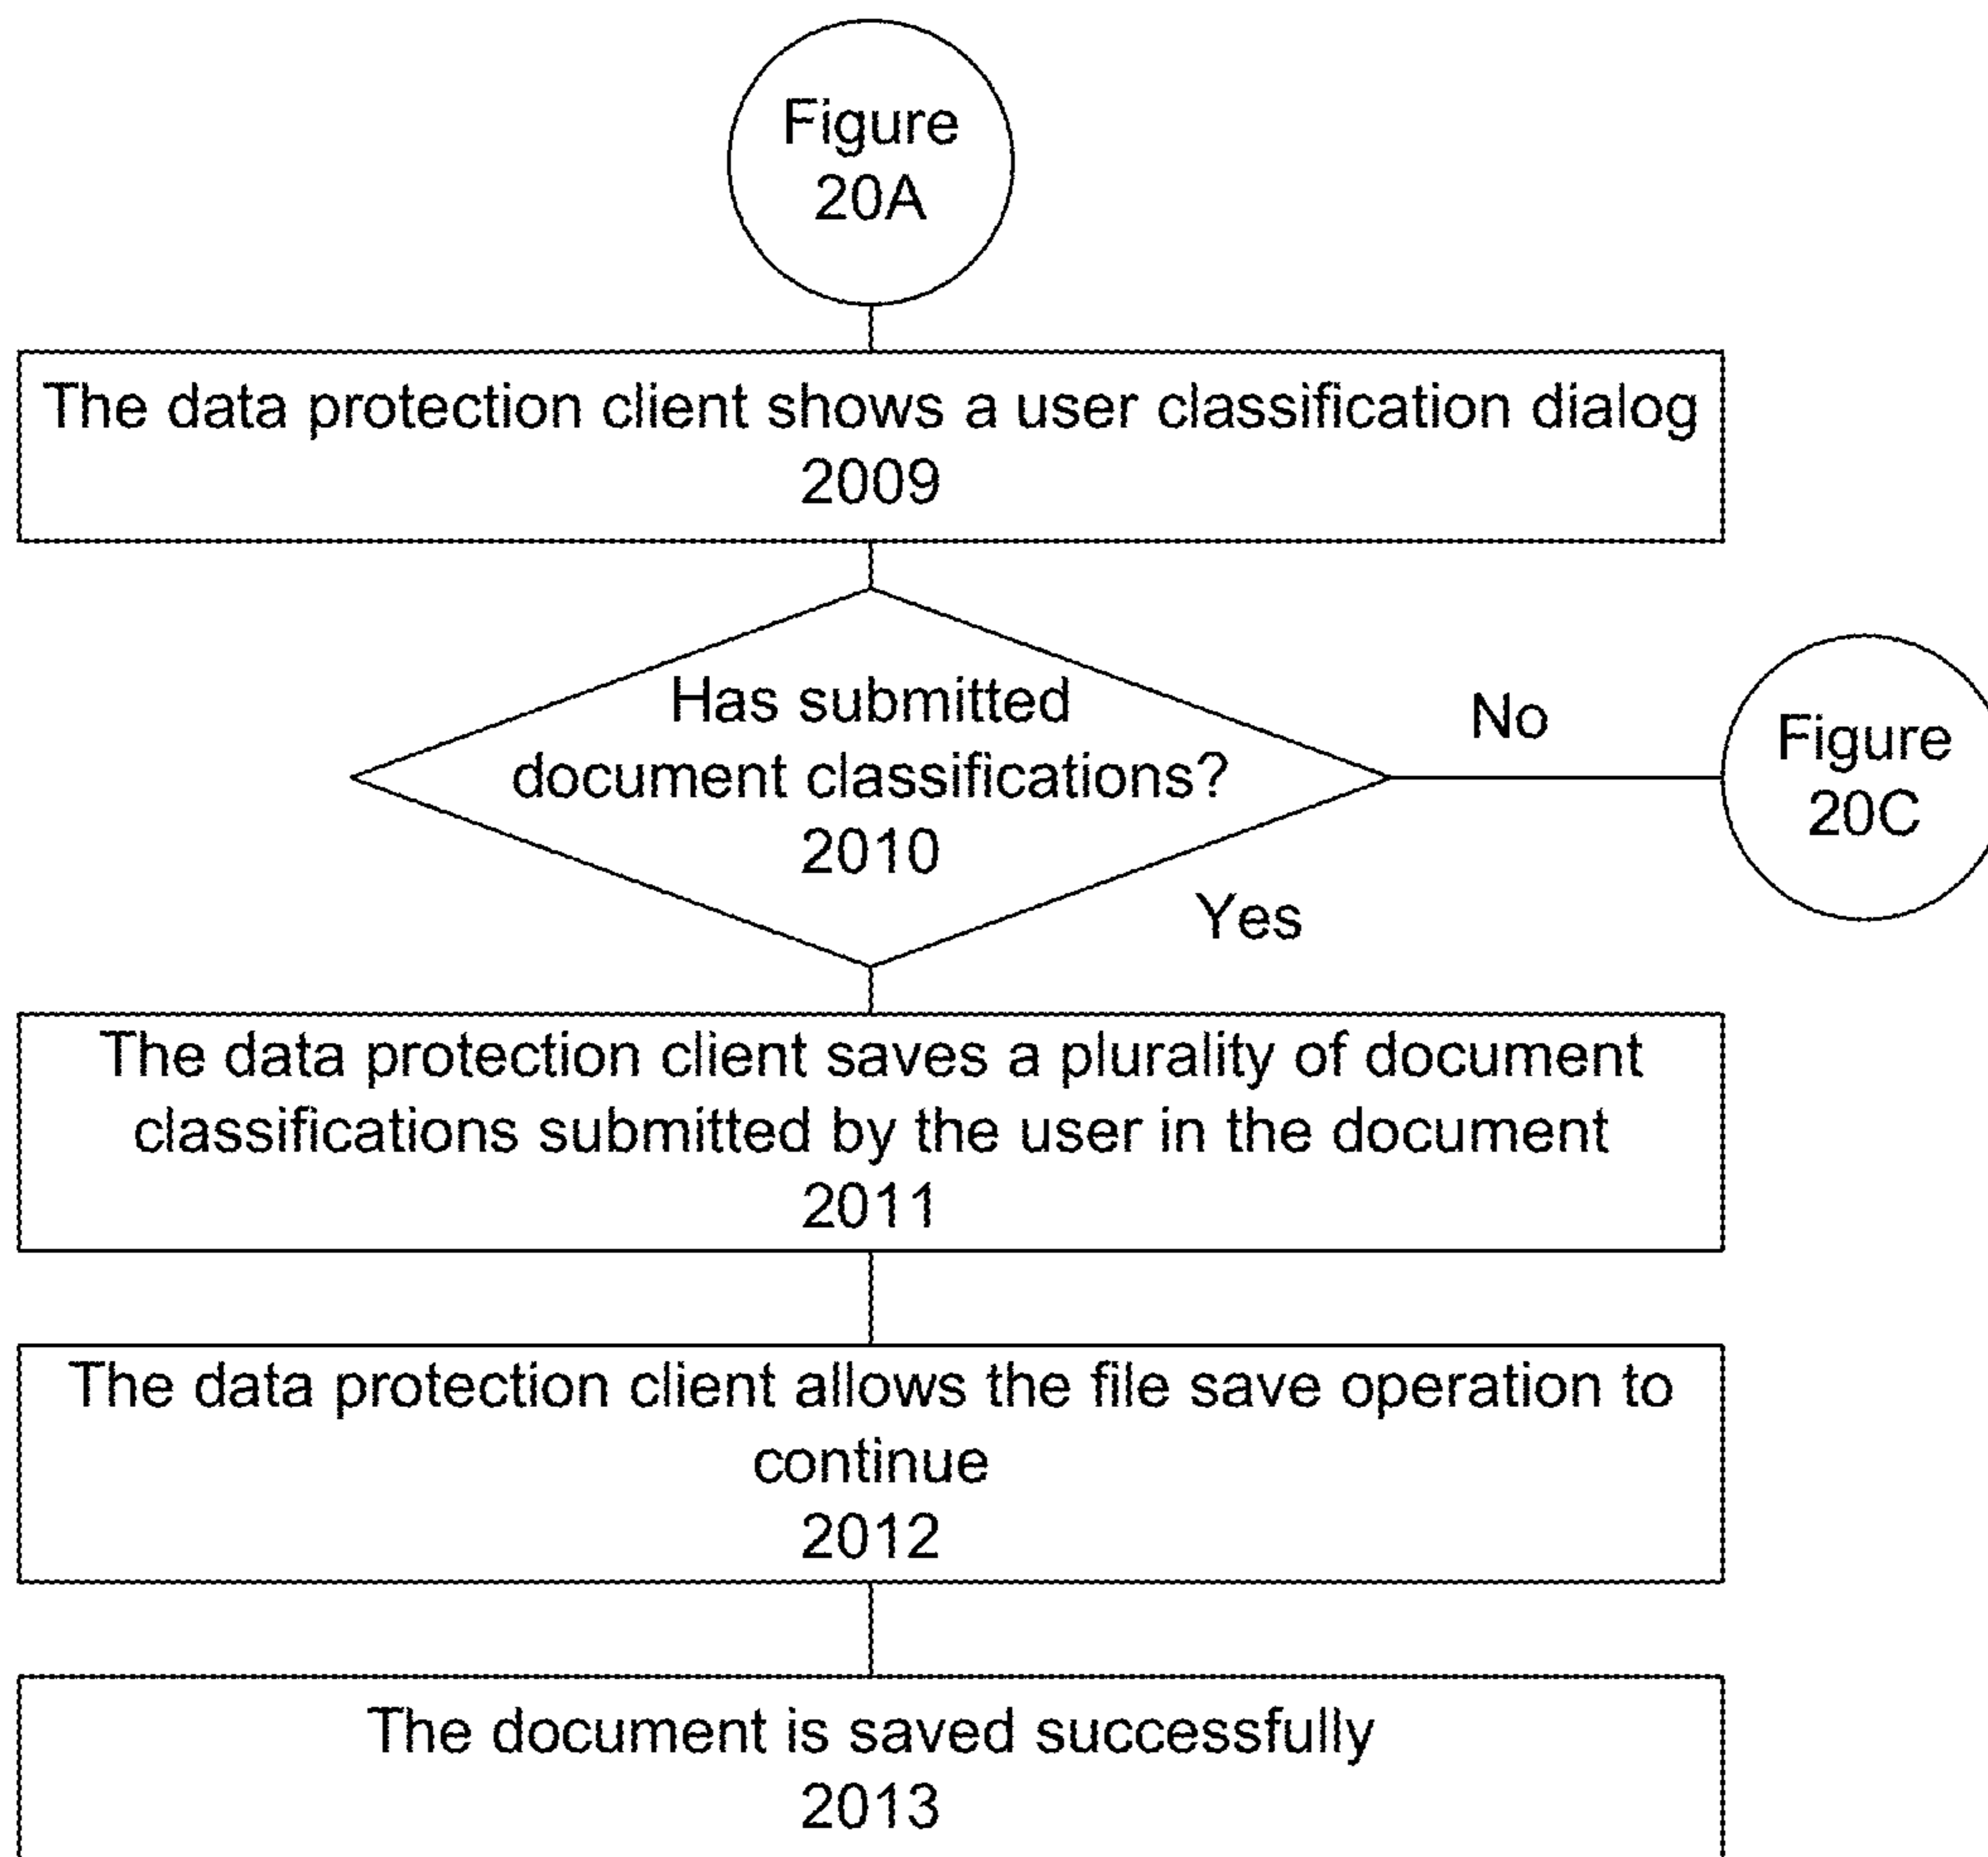 Figure
20A
The data protection client shows a user classification dialog
2009
Has submitted
document classifications?
2010
No
Figure
20C
Yes
The data protection client saves a plurality of document
classifications submitted by the user in the document
2011
The data protection client allows the file save operation to
continue
2012
The document is saved successfully
2013